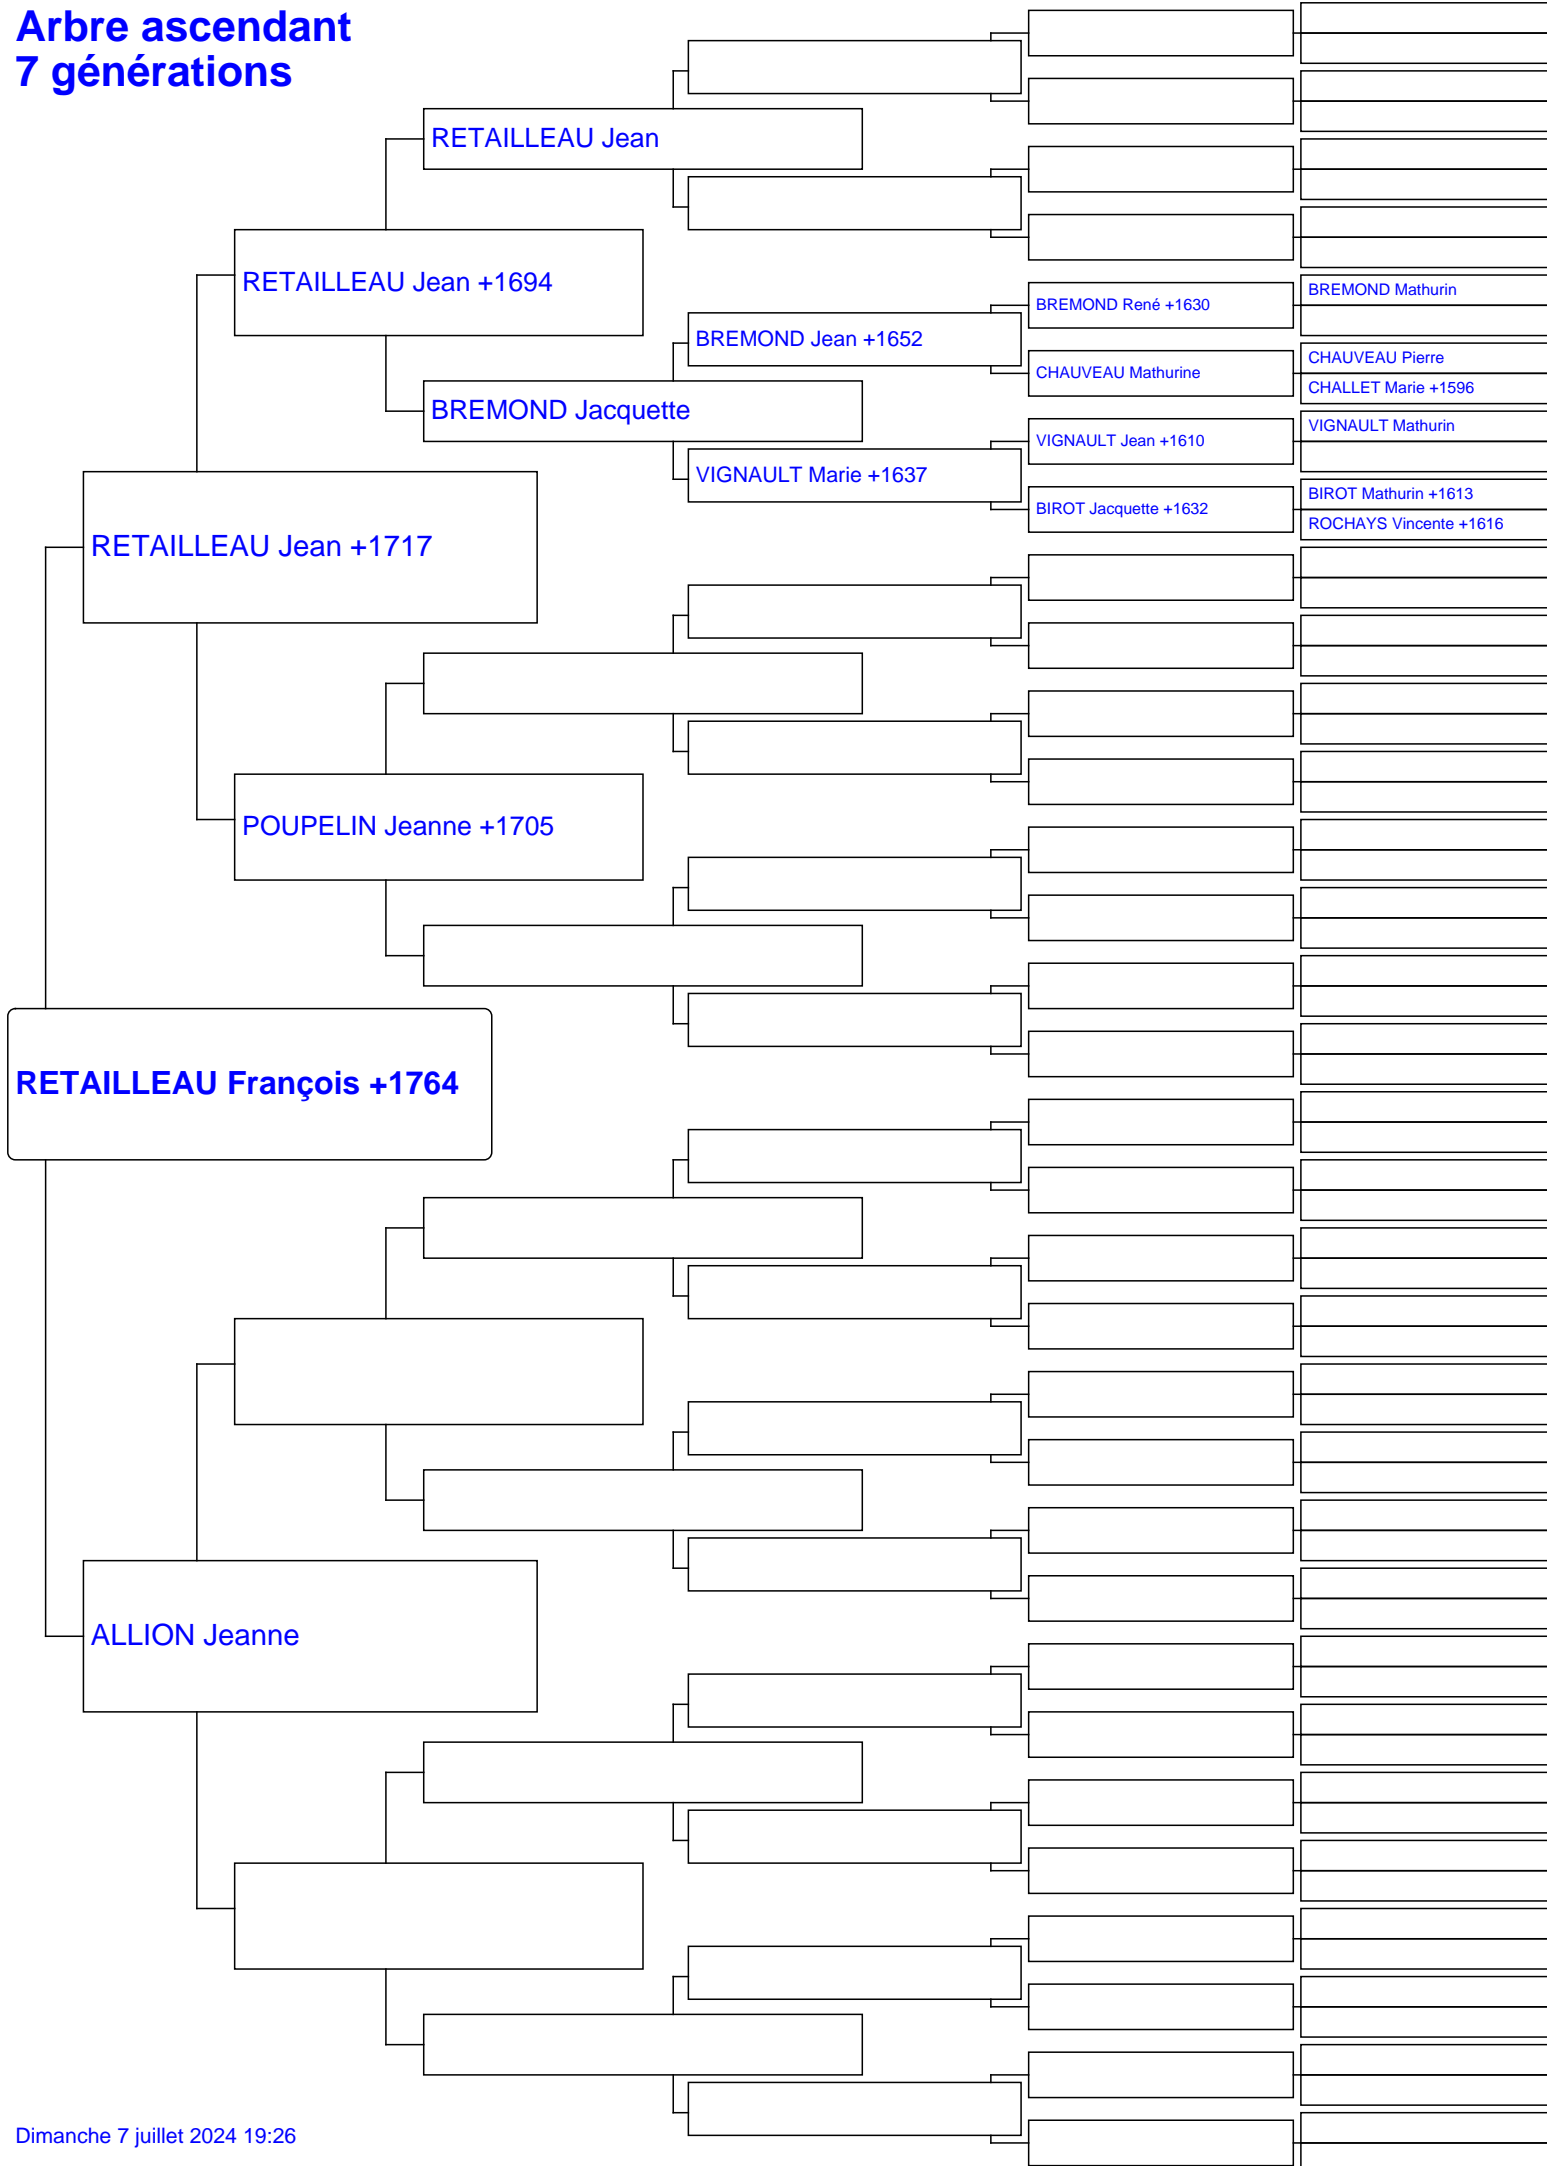 Arbre ascendant
7 générations
RETAILLEAU Jean
RETAILLEAU Jean +1694
BREMOND Mathurin
BREMOND René +1630
BREMOND Jean +1652
CHAUVEAU Pierre
CHAUVEAU Mathurine
CHALLET Marie +1596
BREMOND Jacquette
VIGNAULT Mathurin
VIGNAULT Jean +1610
VIGNAULT Marie +1637
BIROT Mathurin +1613
BIROT Jacquette +1632
ROCHAYS Vincente +1616
RETAILLEAU Jean +1717
POUPELIN Jeanne +1705
RETAILLEAU François +1764
ALLION Jeanne
Dimanche 7 juillet 2024 19:26